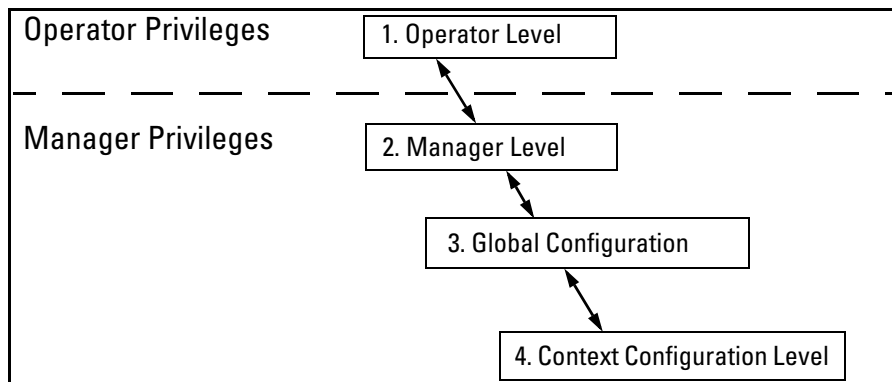 Operator Privileges
1. Operator Level
Manager Privileges
2. Manager Level
3. Global Configuration
4. Context Configuration Level